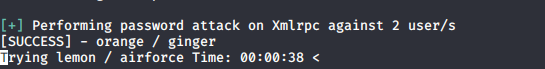 [+] Performing password attack on Xmlrpc against 2 user/s
[SUCCESS] - orange / ginger
Trying lemon / airforce Time: 00:00:38 <